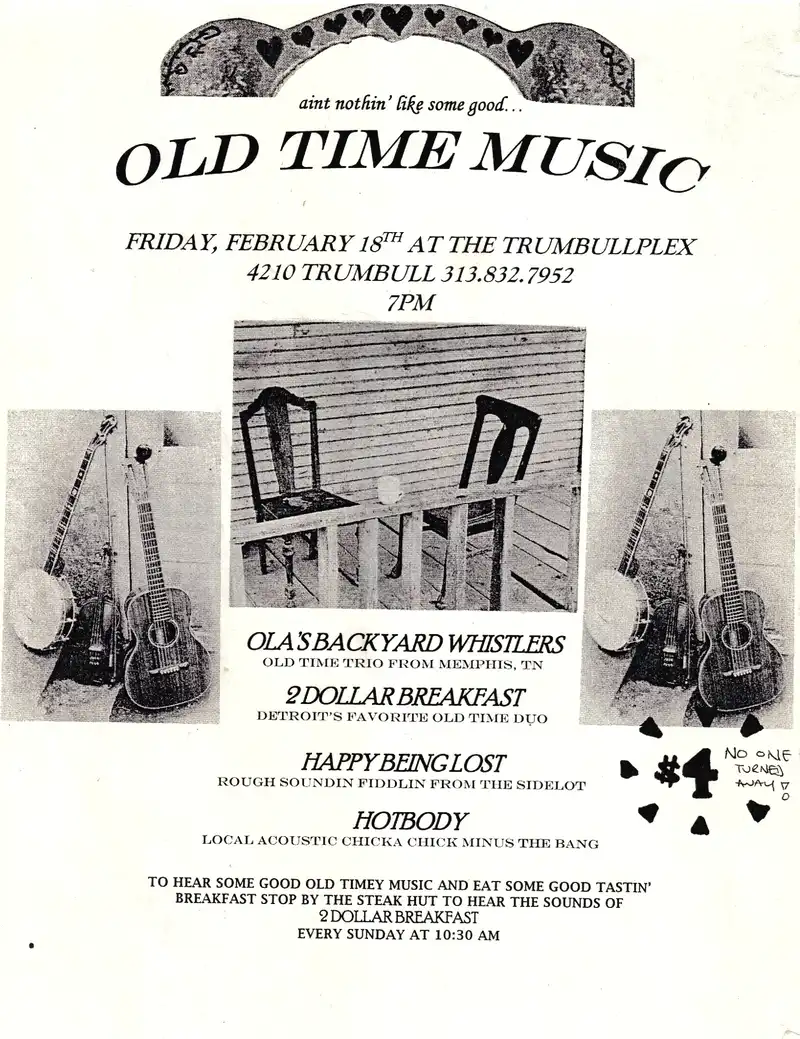 aint nothin' like some good...
OLD TIME MUSIC
FRIDAY, FEBRUARY 18TH AT THE TRUMBULLPLEX
4210 TRUMBULL 313.832.7952
7PM
OLA'S BACKYARD WHISTLERS
OLD TIME TRIO FROM MEMPHIS, TN
2 DOLLAR BREAKFAST
DETROIT'S FAVORITE OLD TIME DUO
HAPPY BEING LOST
ROUGH SOUNDIN FIDDLIN FROM THE SIDELOT
$4
NO ONE
TURNED
AWAY!
HOTBODY
LOCAL ACOUSTIC CHICKA CHICK MINUS THE BANG
TO HEAR SOME GOOD OLD TIMEY MUSIC AND EAT SOME GOOD TASTIN'
BREAKFAST STOP BY THE STEAK HUT TO HEAR THE SOUNDS OF
2 DOLLAR BREAKFAST
EVERY SUNDAY AT 10:30 AM